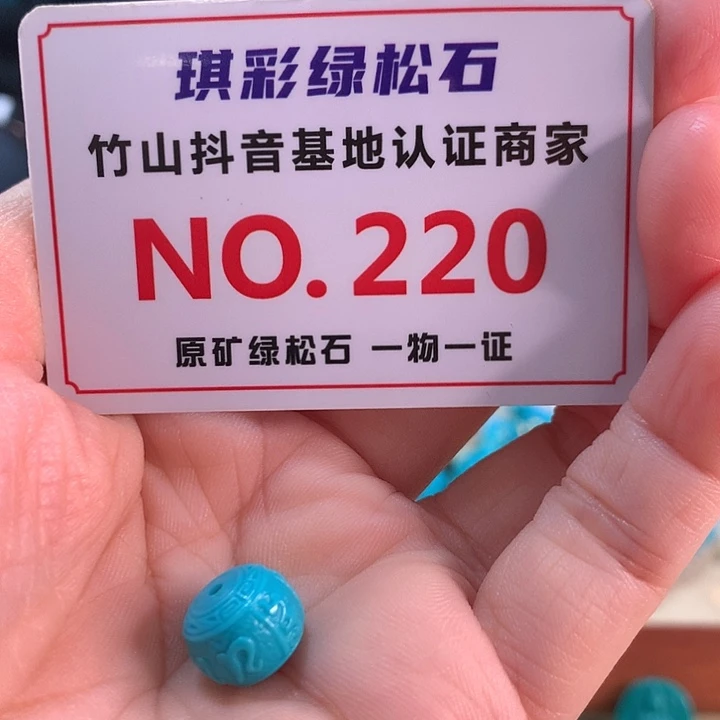 琪彩绿松石
竹山抖音基地认证商家
NO.220
原矿绿松石 一物一证